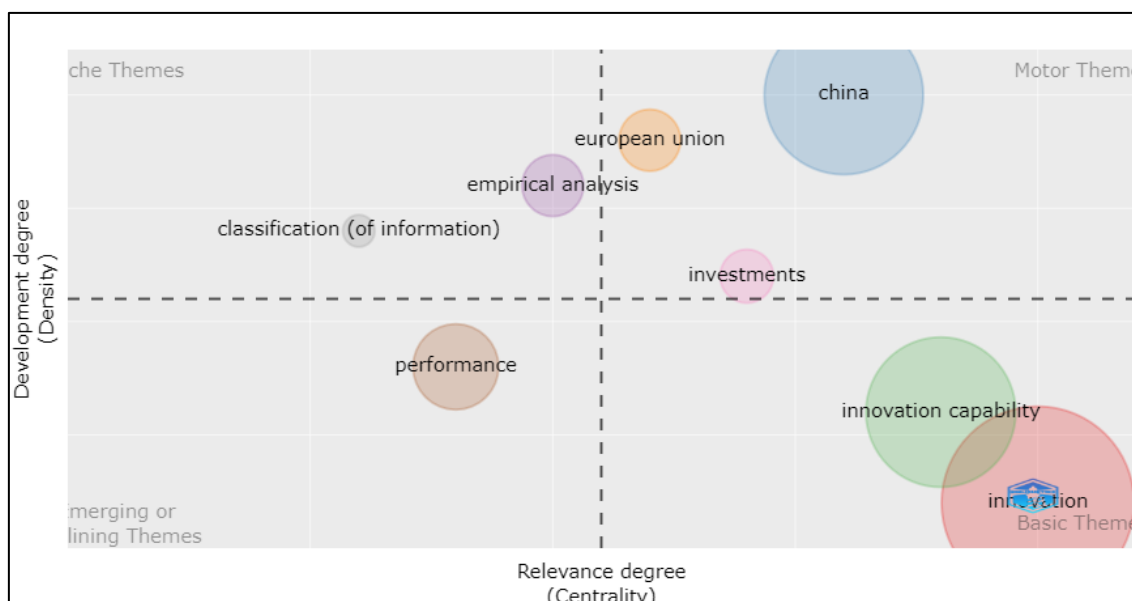 che Themes
Motor Theme
china
european union
empirical analysis
classification (of information)
investments
Development degree
(Density)
performance
innovation capability
innovation
emerging or
lining Themes
Basic Theme
Relevance degree
(Centrality)